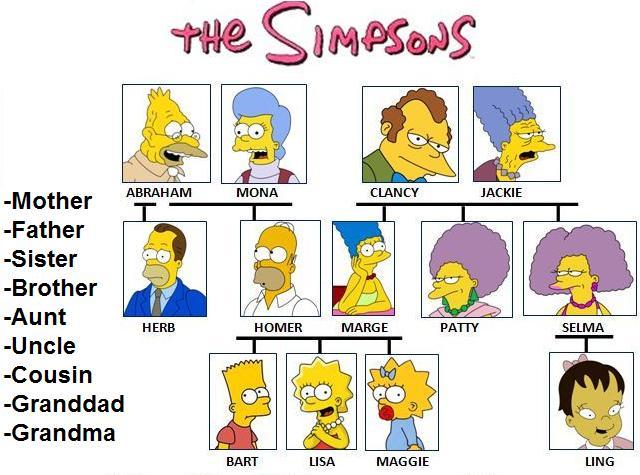 THE SIMPSONS
ABRAHAM MONA CLANCY JACKIE
-Mother
-Father
-Sister
-Brother
-Aunt
-Uncle
-Cousin
-Granddad
-Grandma
HERB HOMER MARGE PATTY SELMA
BART LISA MAGGIE LING